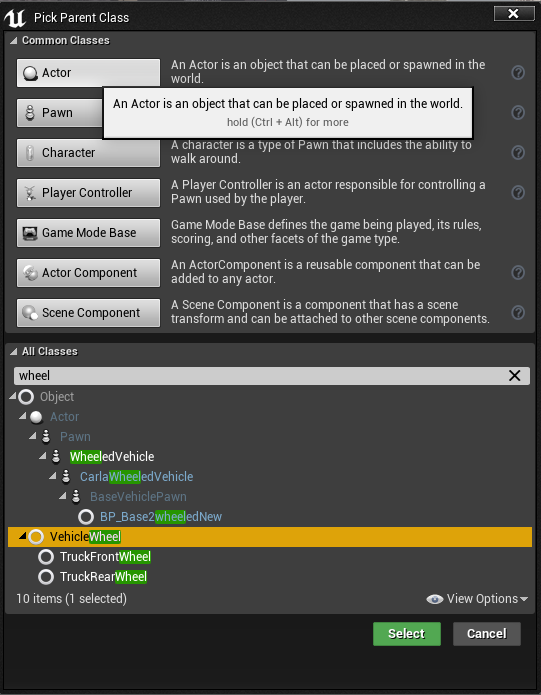 Pick Parent Class
Common Classes
Actor
An Actor is an object that can be placed or spawned in the
world.
An Actor is an object that can be placed or spawned in the world.
hold (Ctrl + Alt) for more
Pawn
Character
A character is a type of Pawn that includes the ability to
walk around.
Player Controller
A Player Controller is an actor responsible for controlling a
Pawn used by the player.
Game Mode Base
Game Mode Base defines the game being played, its rules,
scoring, and other facets of the game type.
Actor Component
An ActorComponent is a reusable component that can be
added to any actor.
Scene Component
A Scene Component is a component that has a scene
transform and can be attached to other scene components.
All Classes
wheel
Object
Actor
Pawn
WheeledVehicle
CarlaWheeledVehicle
BaseVehiclePawn
BP_Base2wheeledNew
VehicleWheel
TruckFrontWheel
TruckRearWheel
10 items (1 selected)
View Options
Select
Cancel